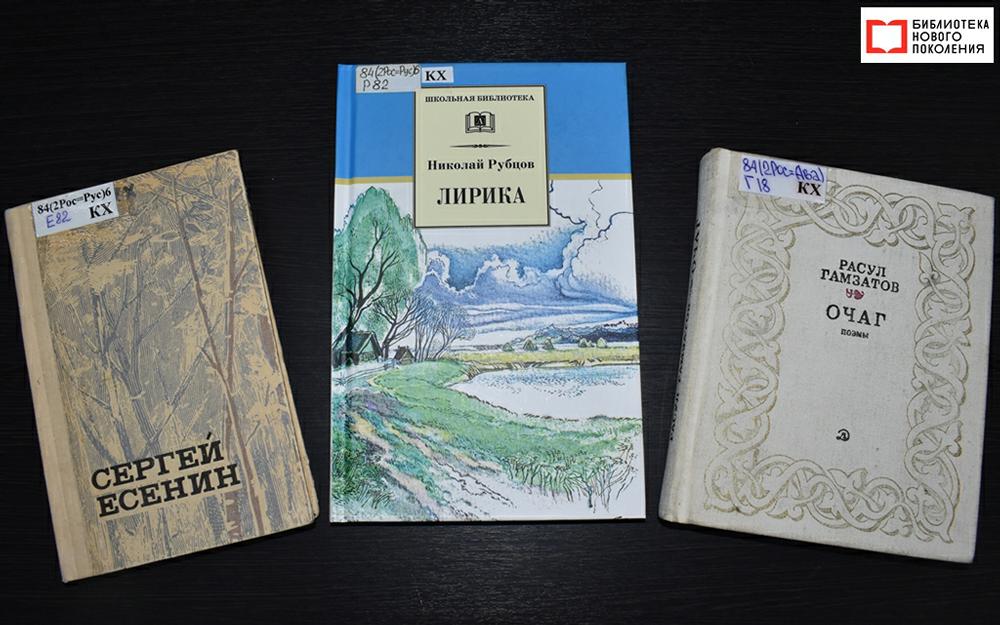 БИБЛИОТЕКА
НОВОГО
ПОКОЛЕНИЯ
84(2Рос=Рус)6
Е82 КХ
СЕРГЕЙ
ЕСЕНИН
84(2Рос=Рус)6
Р82
КХ
ШКОЛЬНАЯ БИБЛИОТЕКА
Николай Рубцов
ЛИРИКА
84(2Рос=Ава)
Г18 КХ
РАСУЛ
ГАМЗАТОВ
ОЧАГ
ПОЭМЫ